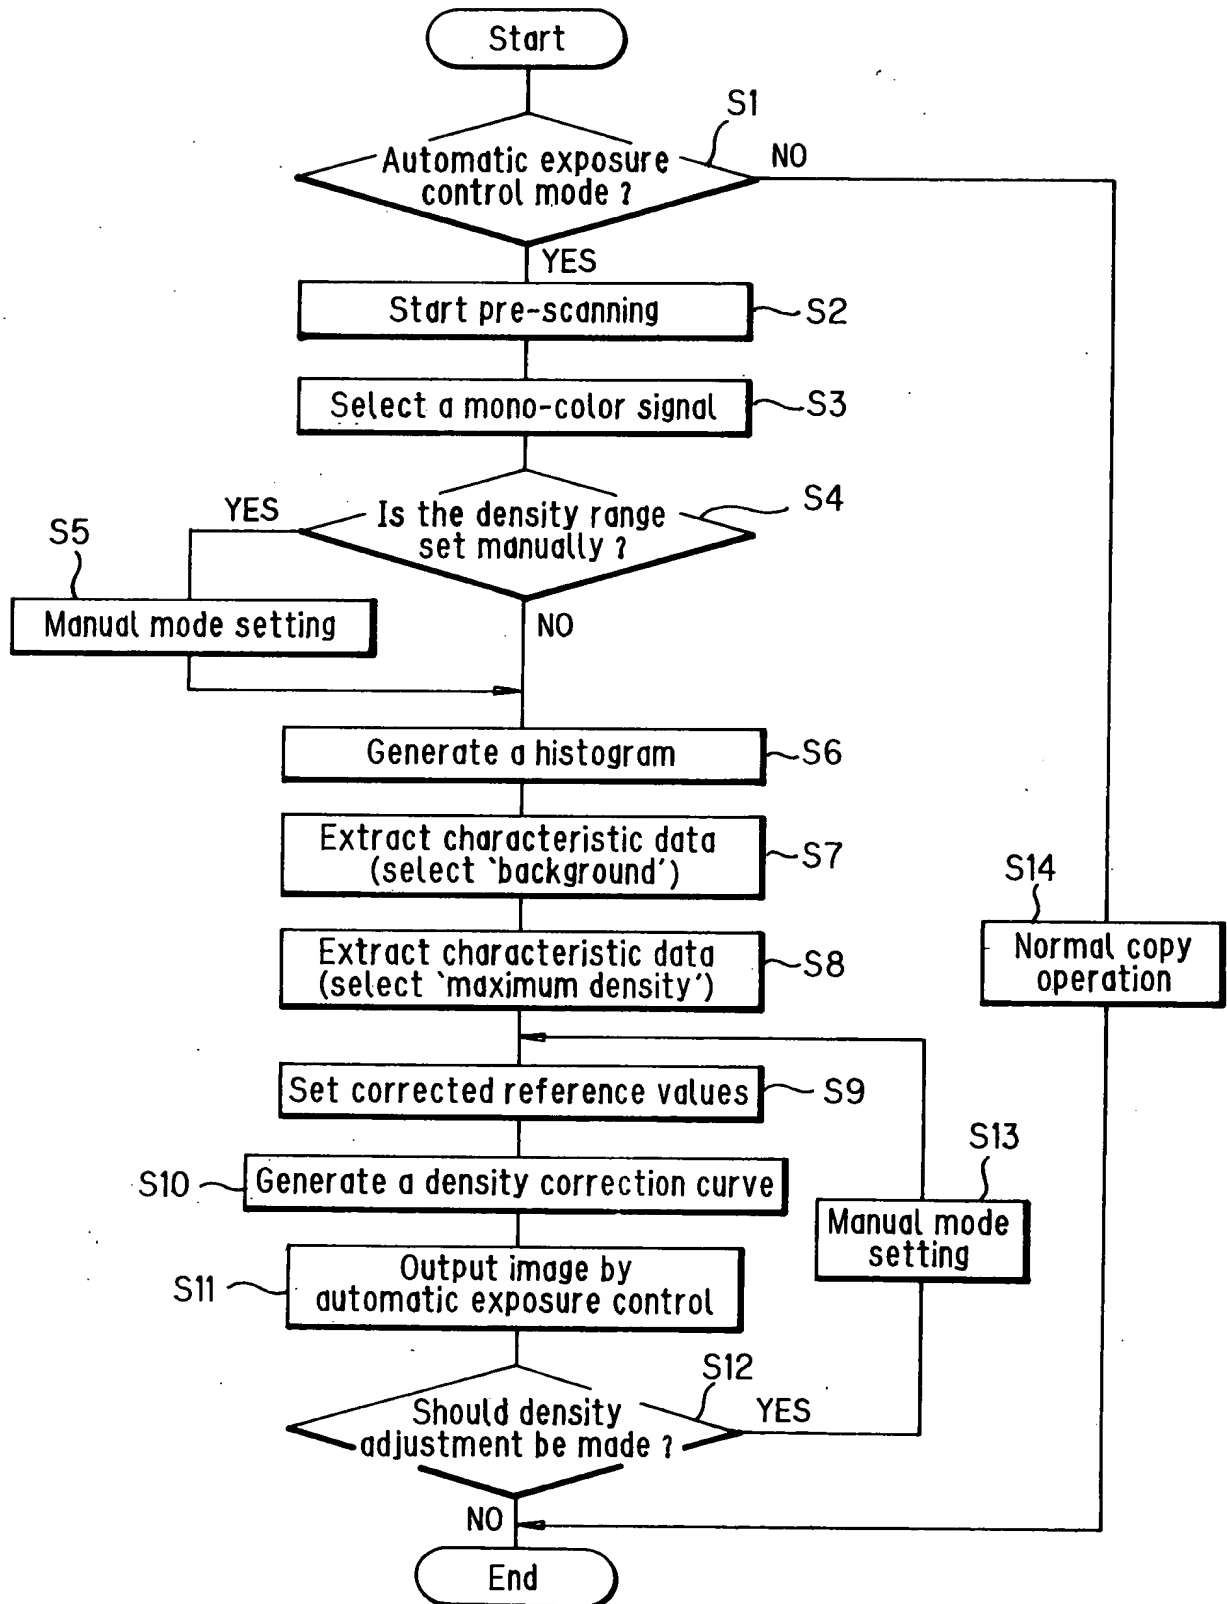 Start
S1
Automatic exposure
control mode ?
NO
YES
Start pre-scanning
S2
Select a mono-color signal
S3
S4
Is the density range
set manually ?
YES
S5
Manual mode setting
NO
Generate a histogram
S6
Extract characteristic data
(select 'background')
S7
Extract characteristic data
(select 'maximum density')
S8
S14
Normal copy
operation
Set corrected reference values
S9
S10
Generate a density correction curve
S13
Manual mode
setting
S11
Output image by
automatic exposure control
S12
Should density
adjustment be made ?
YES
NO
End